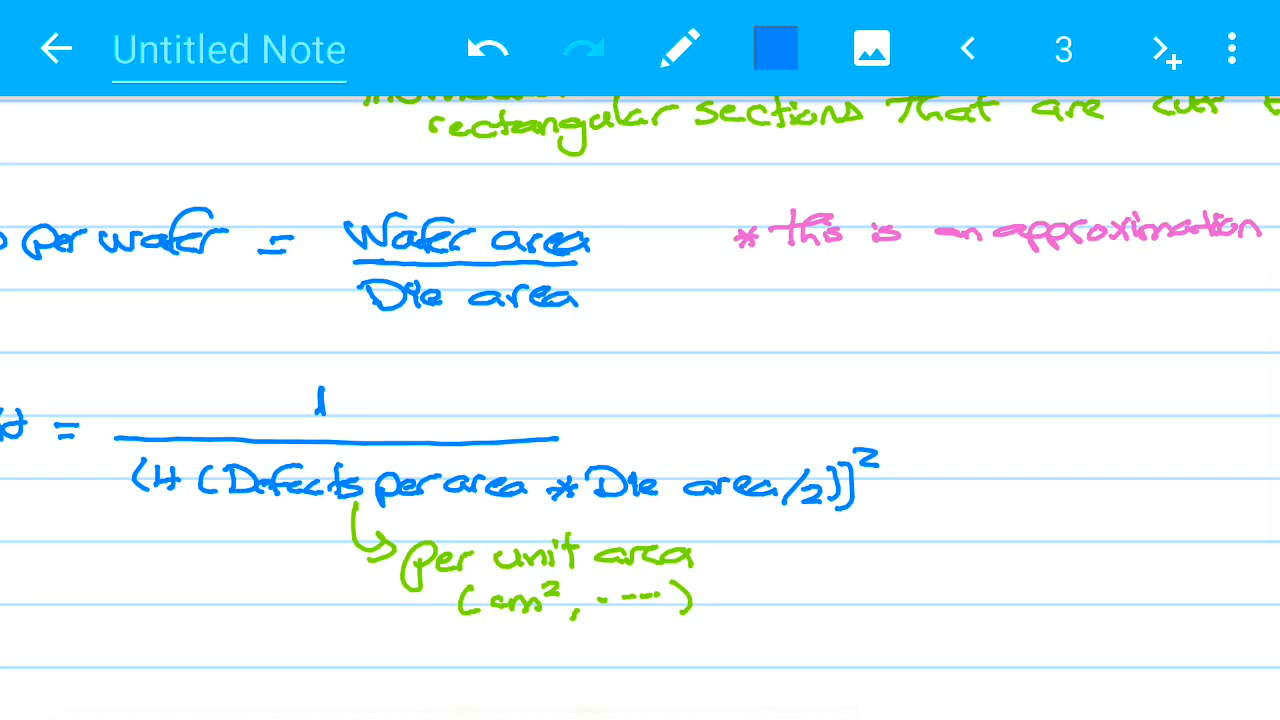 Untitled Note
3
rectangular sections that are cut
per wafer = Wafer area
Die area
* this is an approximation
= 1
(4 (Defects per area * Die area /2)]]²
per unit area
(cm², ----)